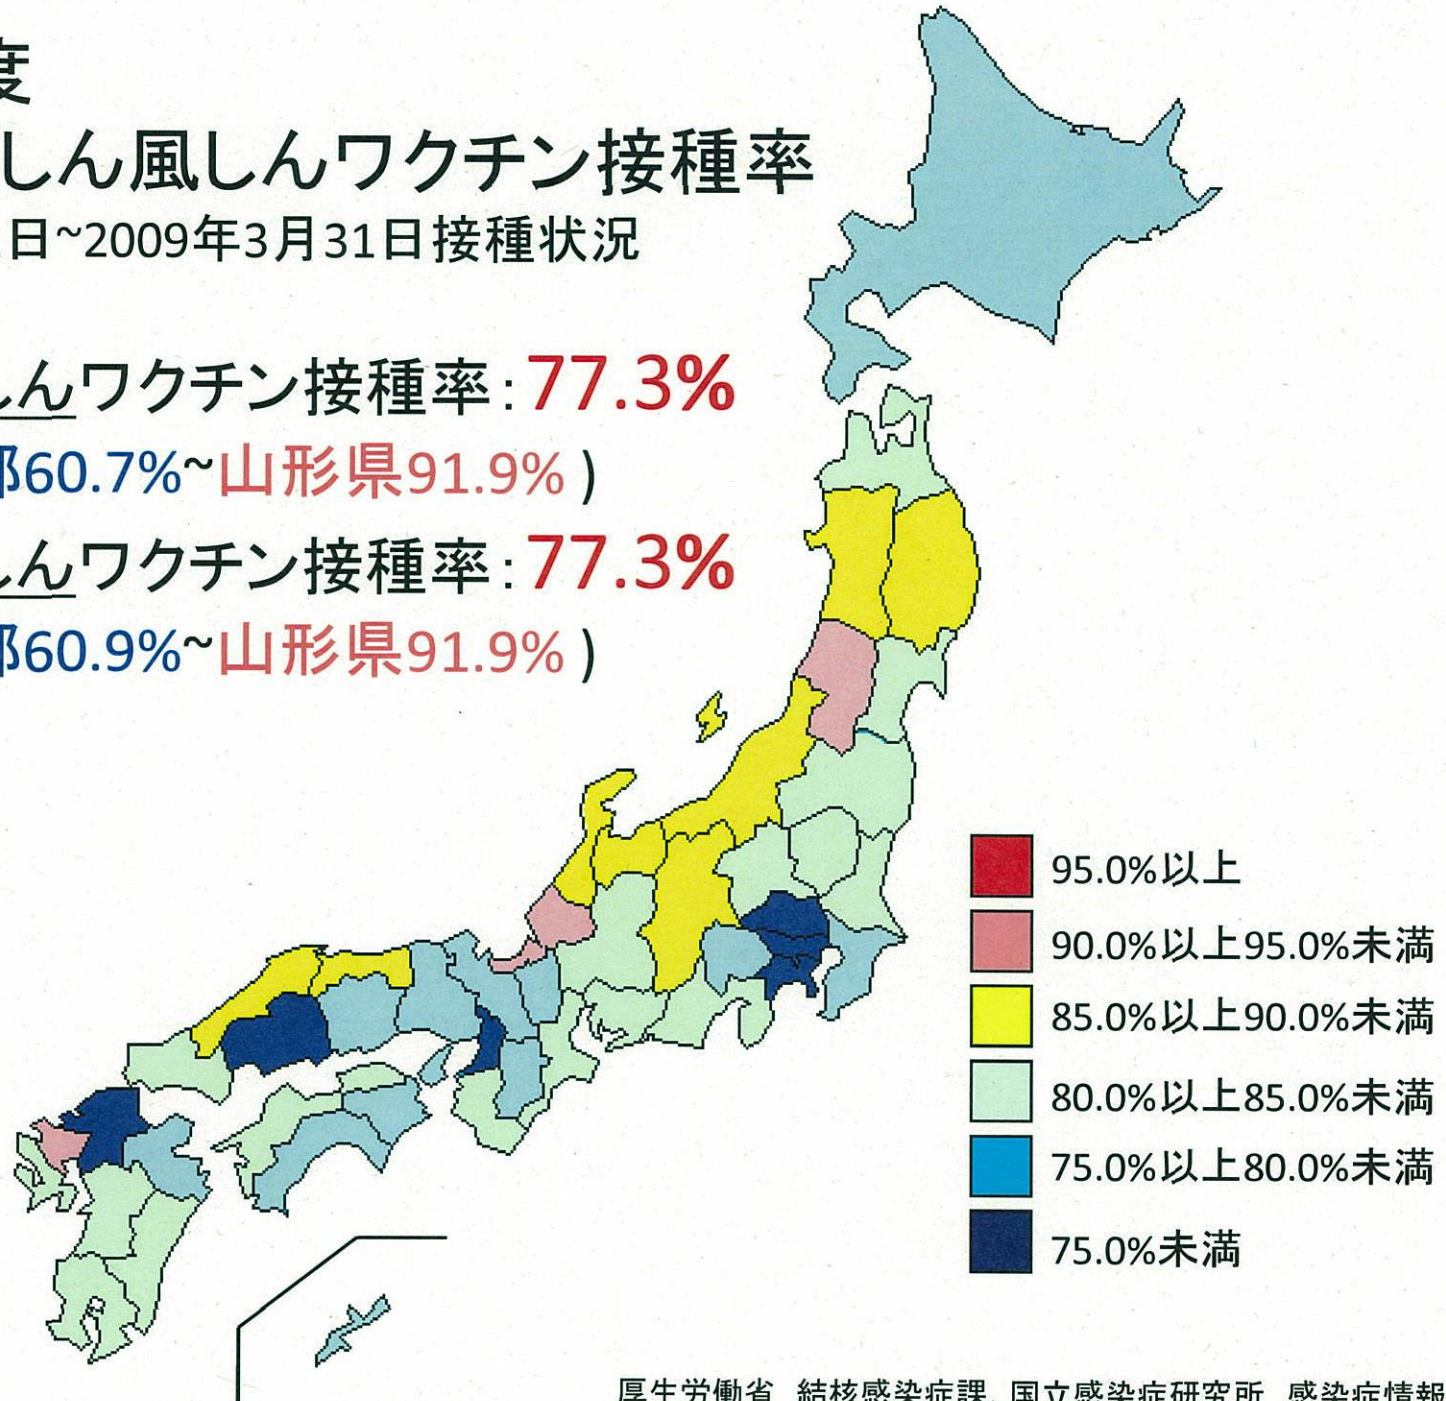 度
しん風しんワクチン接種率
日~2009年3月31日接種状況
しんワクチン接種率:77.3%
60.7%~山形県91.9% )
しんワクチン接種率:77.3%
60.9%~山形県91.9% )
95.0%以上
90.0%以上95.0%未満
85.0%以上90.0%未満
80.0%以上85.0%未満
75.0%以上80.0%未満
75.0%未満
厚生労働省 結核感染症課、国立感染症研究所 感染症情報